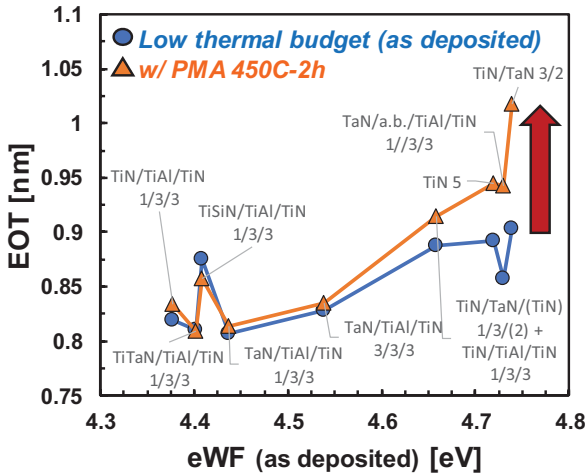 1.1
1.05
1
0.95
0.9
0.85
0.8
0.75
EOT [nm]
Low thermal budget (as deposited)
w/ PMA 450C-2h
TiN/TaN 3/2
TaN/a.b./TiAl/TiN
1//3/3
TiN 5
TiN/TiAl/TiN
1/3/3
TiSiN/TiAl/TiN
1/3/3
TiTaN/TiAl/TiN
1/3/3
TaN/TiAl/TiN
1/3/3
TaN/TiAl/TiN
3/3/3
TiN/TaN/(TiN)
1/3/(2) +
TiN/TiAl/TiN
1/3/3
4.3 4.4 4.5 4.6 4.7 4.8
eWF (as deposited) [eV]